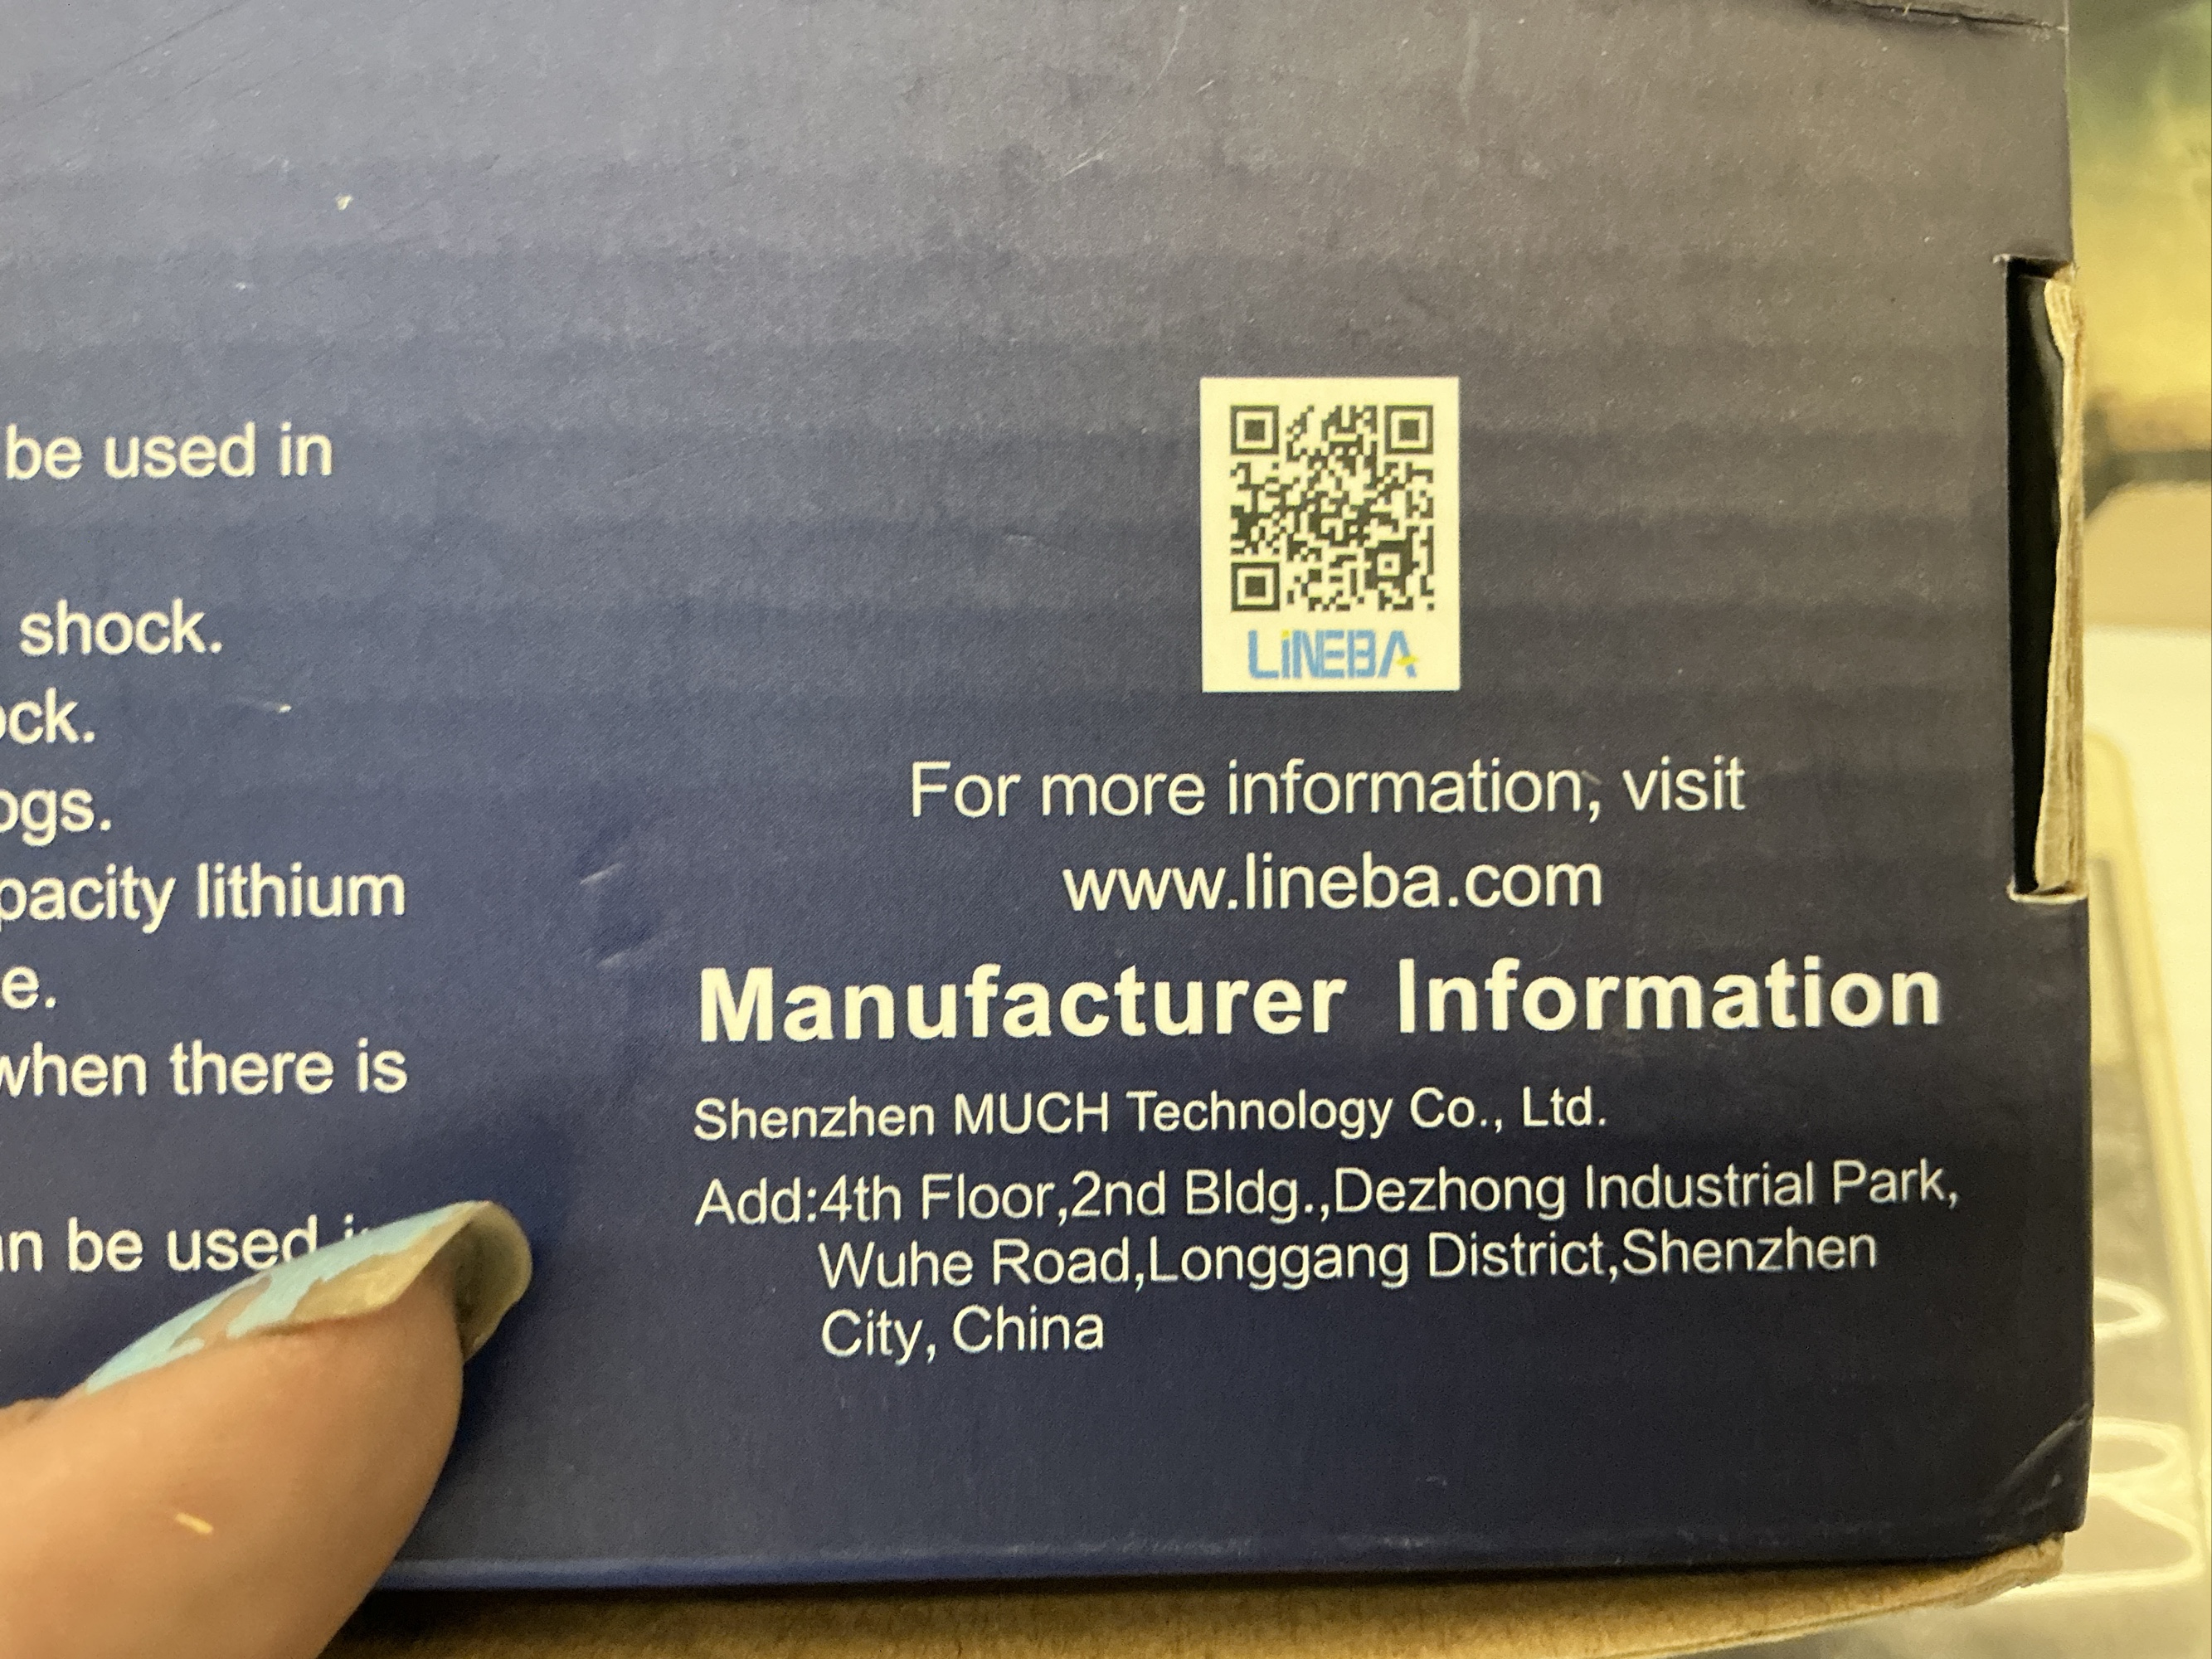 be used in
shock.
ock.
ogs.
pacity lithium
e.
when there is
an be used
LiNEBA
For more information, visit
www.lineba.com
Manufacturer Information
Shenzhen MUCH Technology Co., Ltd.
Add:4th Floor,2nd Bldg.,Dezhong Industrial Park,
Wuhe Road,Longgang District,Shenzhen
City, China